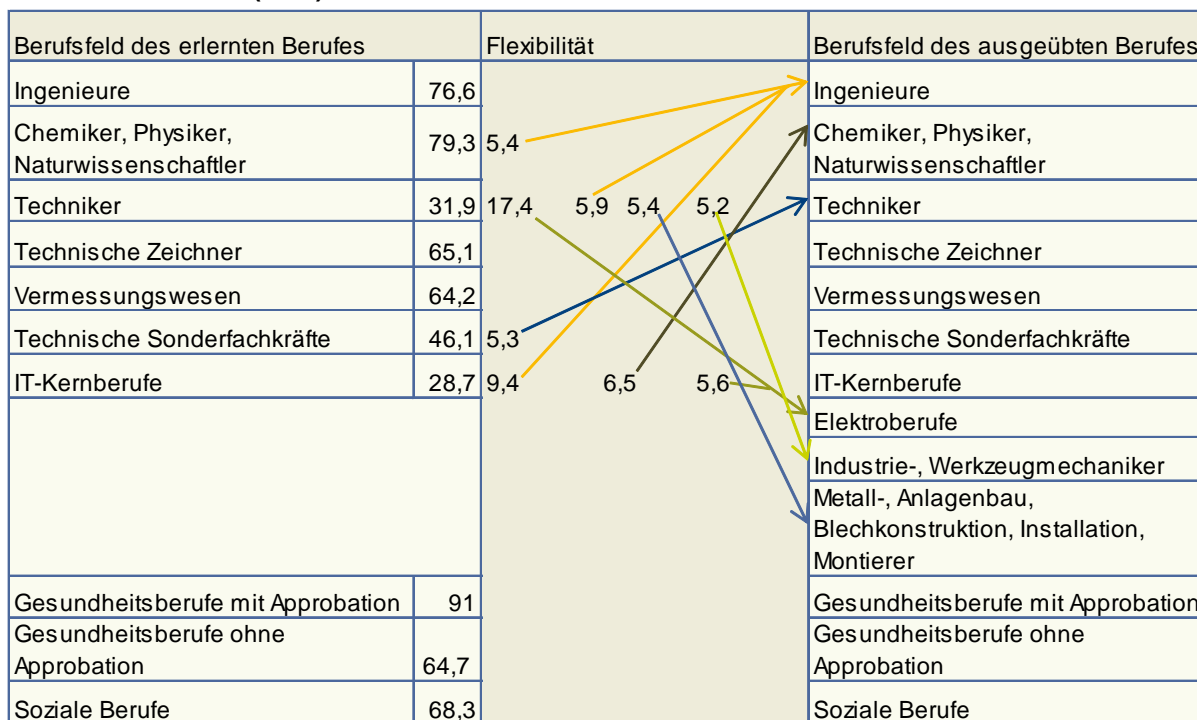 Berufsfeld des erlernten Berufes Flexibilität Berufsfeld des ausgeübten Berufes
Ingenieure 76,6 Ingenieure
Chemiker, Physiker,
Naturwissenschaftler 79,3 5,4 Chemiker, Physiker,
Naturwissenschaftler
Techniker 31,9 17,4 5,9 5,4 5,2 Techniker
Technische Zeichner 65,1 Technische Zeichner
Vermessungswesen 64,2 Vermessungswesen
Technische Sonderfachkräfte 46,1 5,3 Technische Sonderfachkräfte
IT-Kernberufe 28,7 9,4 6,5 5,6 IT-Kernberufe
Elektroberufe
Industrie-, Werkzeugmechaniker
Metall-, Anlagenbau,
Blechkonstruktion, Installation,
Montierer
Gesundheitsberufe mit Approbation 91 Gesundheitsberufe mit Approbation
Gesundheitsberufe ohne
Approbation 64,7 Gesundheitsberufe ohne
Approbation
Soziale Berufe 68,3 Soziale Berufe